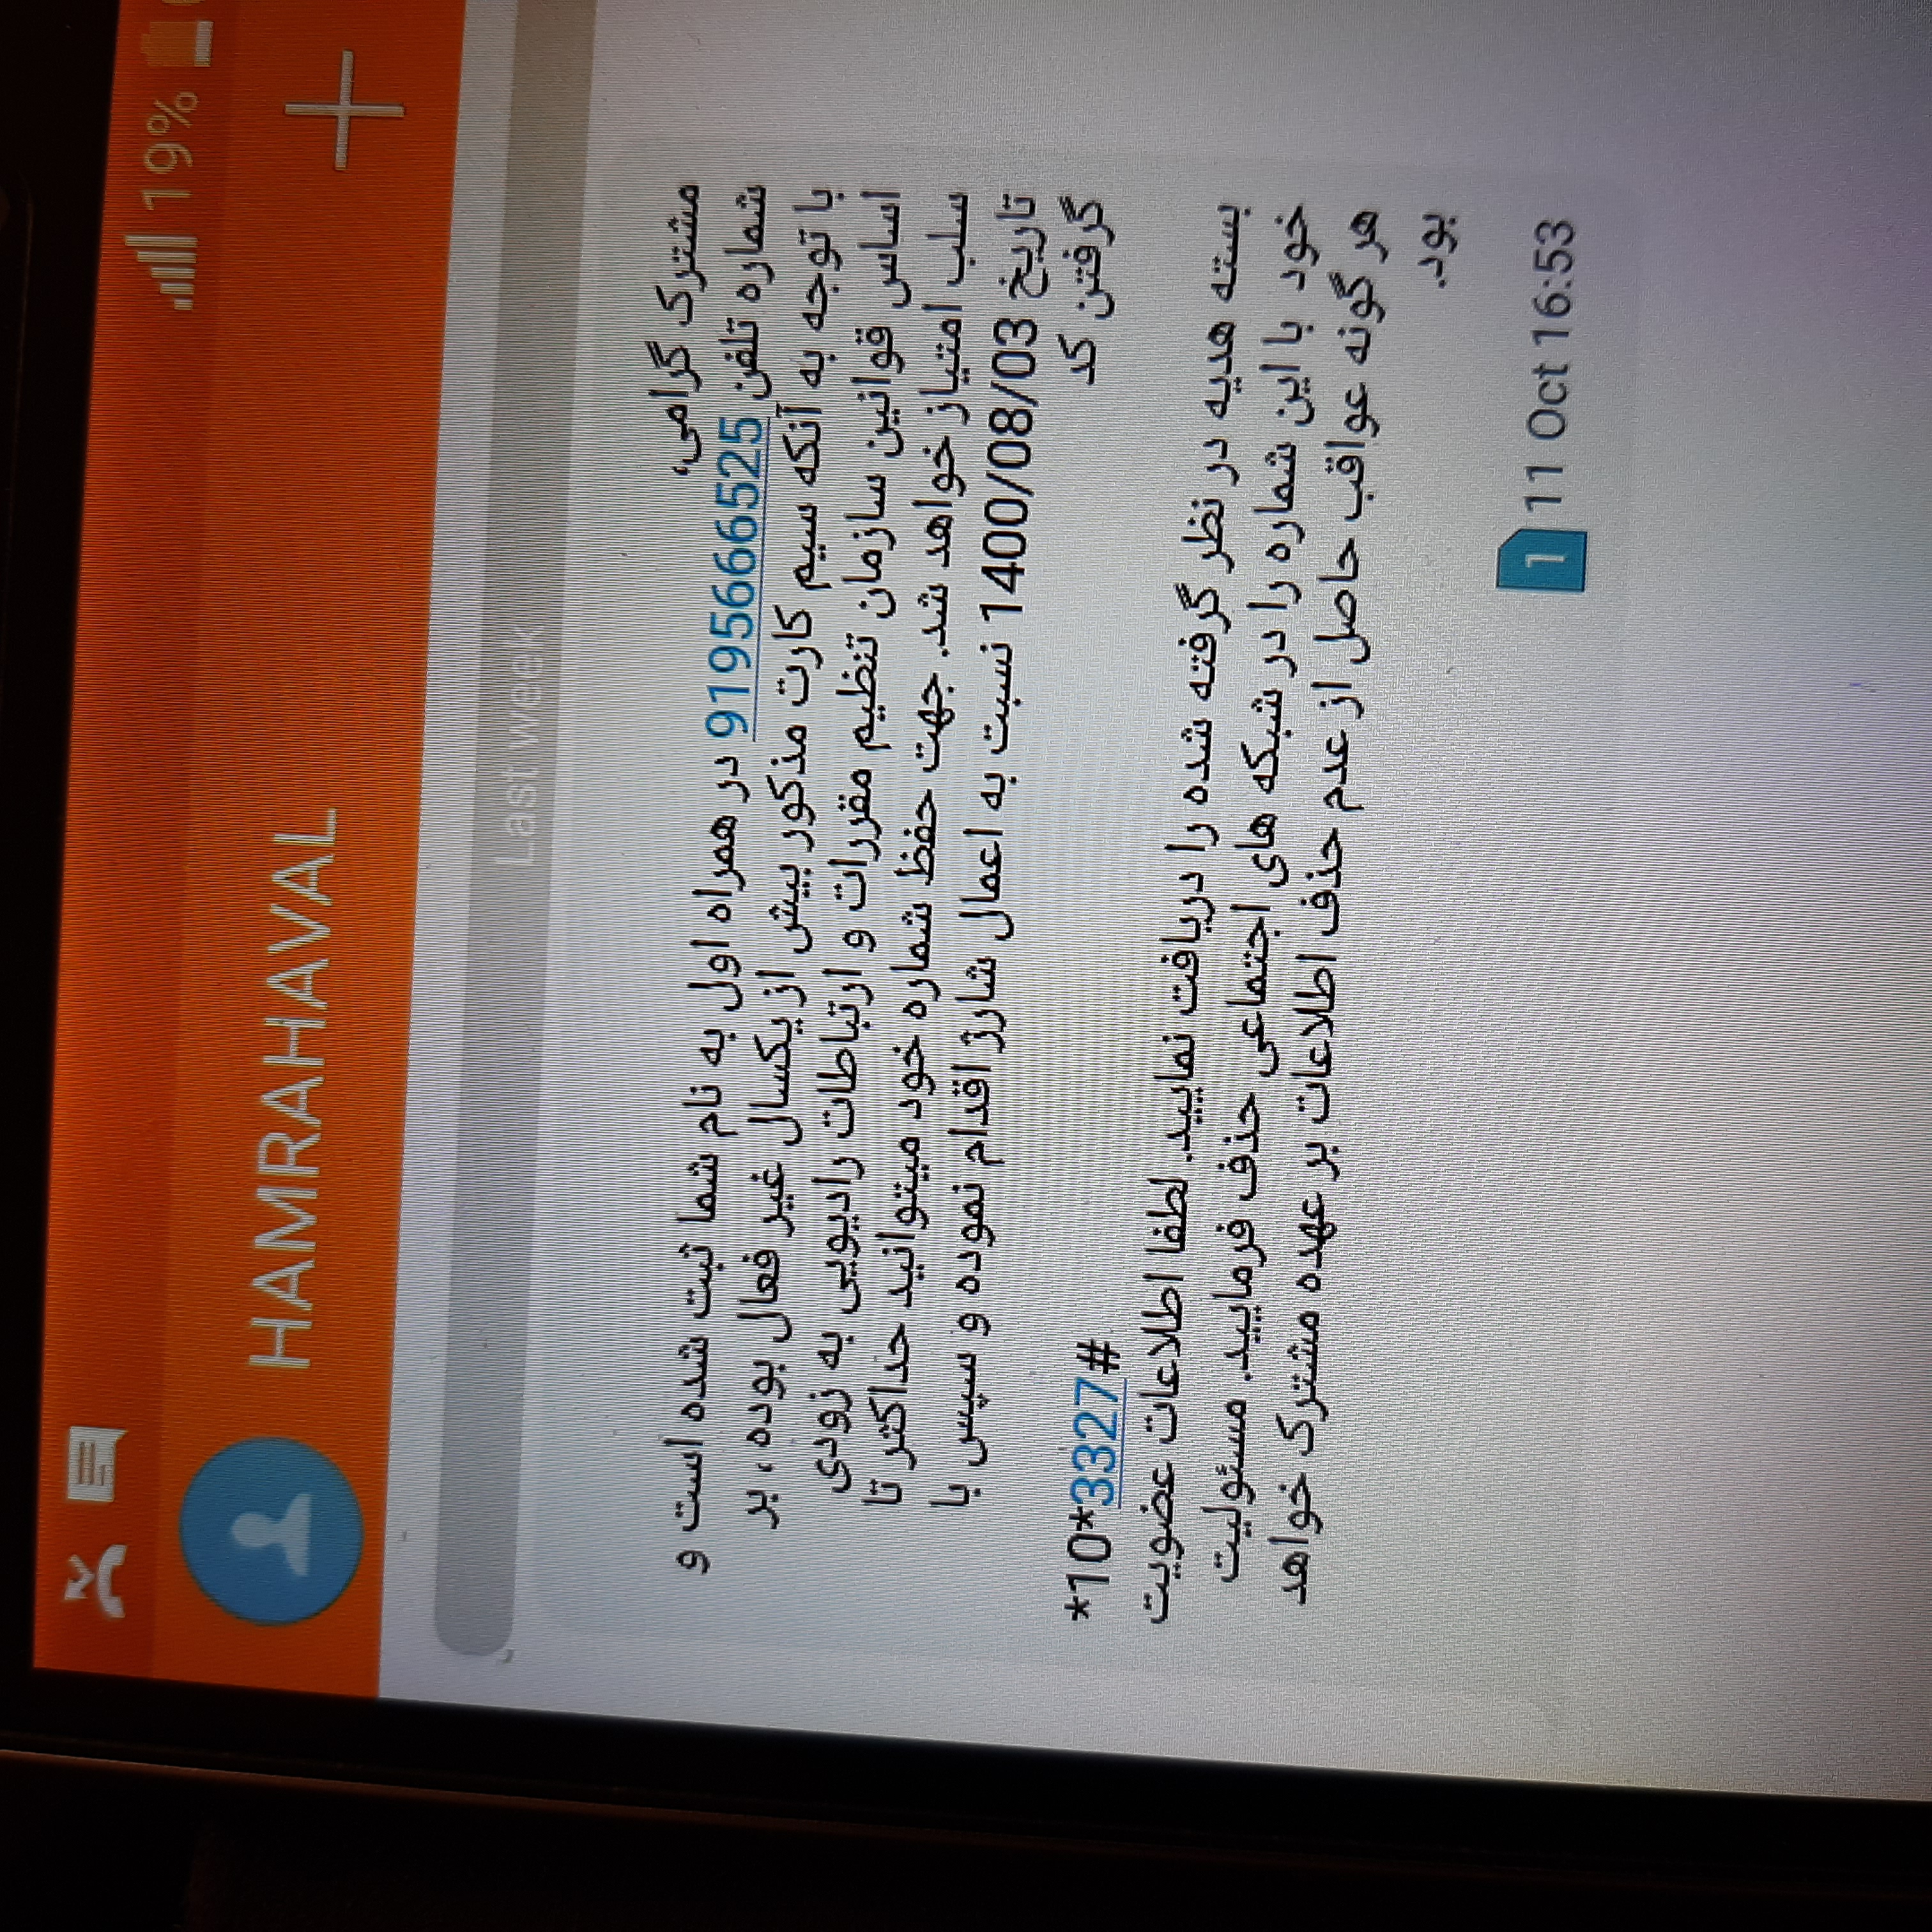 19%
HAMRAHAVAL
Last week
مشترک گرامی،
شماره تلفن 9195666525 در همراه اول به نام شما ثبت شده است و
با توجه به آنکه سیم کارت مذکور بیش از یکسال غیر فعال بوده ، بر
اساس قوانین سازمان تنظیم مقررات و ارتباطات رادیویی به زودی
سلب امتیاز خواهد شد. جهت حفظ شماره خود میتوانید حداکثر تا
تاریخ 1400/08/03 نسبت به اعمال شارژ اقدام نموده و سپس با
گرفتن کد
*10*3327#
بسته هدیه در نظر گرفته شده را دریافت نمایید. لطفا اطلاعات عضویت
خود با این شماره را در شبکه های اجتماعی حذف فرمایید. مسئولیت
هر گونه عواقب حاصل از عدم حذف اطلاعات بر عهده مشترک خواهد
بود.
1 11 Oct 16:53